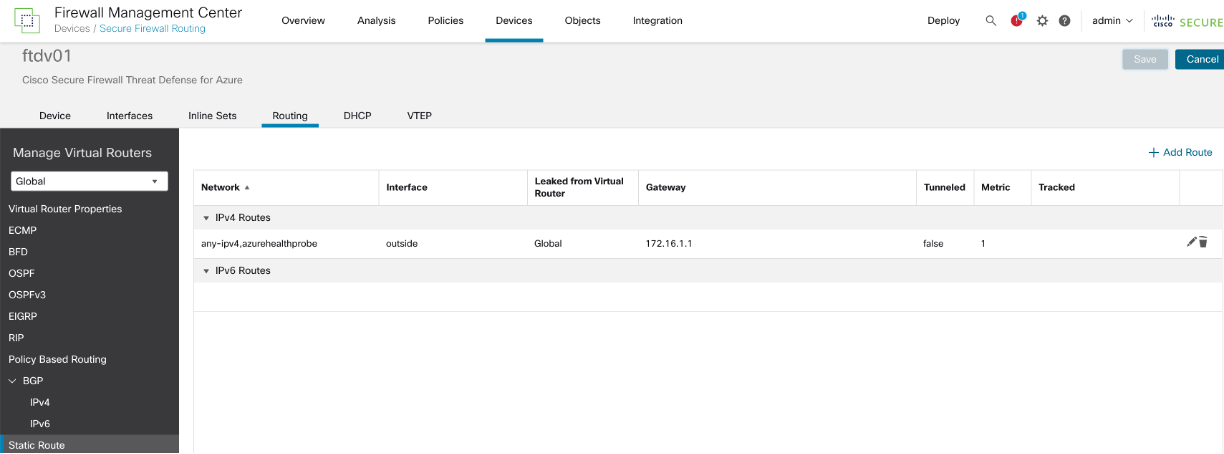 Firewall Management Center
Devices / Secure Firewall Routing
Overview
Analysis
Policies
Devices
Objects
Integration
Deploy
1
admin
cisco SECURE
ftdv01
Cisco Secure Firewall Threat Defense for Azure
Save
Cancel
Device
Interfaces
Inline Sets
Routing
DHCP
VTEP
Manage Virtual Routers
Global
Virtual Router Properties
ECMP
BFD
OSPF
OSPFv3
EIGRP
RIP
Policy Based Routing
BGP
IPv4
IPv6
Static Route
+ Add Route
Network
Interface
Leaked from Virtual
Router
Gateway
Tunneled
Metric
Tracked
IPv4 Routes
any-ipv4,azurehealthprobe
outside
Global
172.16.1.1
false
1
IPv6 Routes